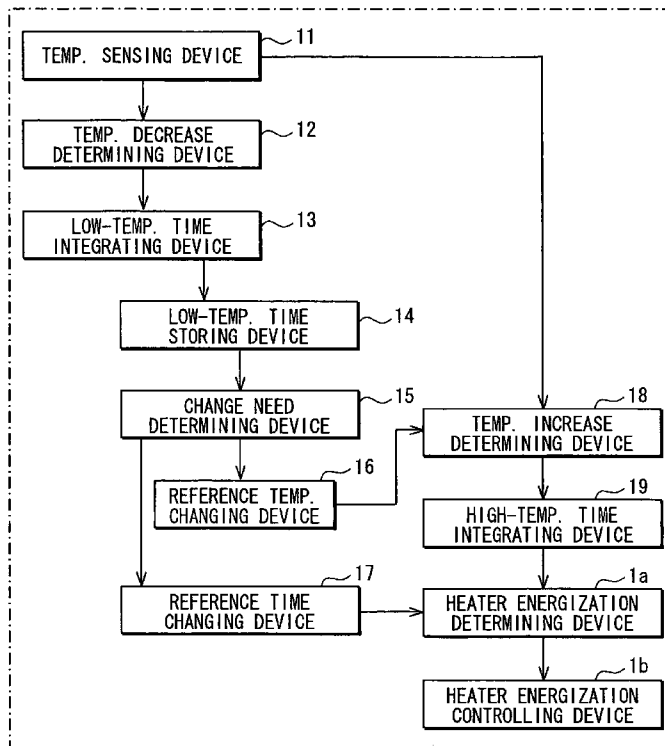 TEMP. SENSING DEVICE
11
TEMP. DECREASE
DETERMINING DEVICE
12
LOW-TEMP. TIME
INTEGRATING DEVICE
13
LOW-TEMP. TIME
STORING DEVICE
14
CHANGE NEED
DETERMINING DEVICE
15
REFERENCE TEMP.
CHANGING DEVICE
16
REFERENCE TIME
CHANGING DEVICE
17
TEMP. INCREASE
DETERMINING DEVICE
18
HIGH-TEMP. TIME
INTEGRATING DEVICE
19
HEATER ENERGIZATION
DETERMINING DEVICE
1a
HEATER ENERGIZATION
CONTROLLING DEVICE
1b